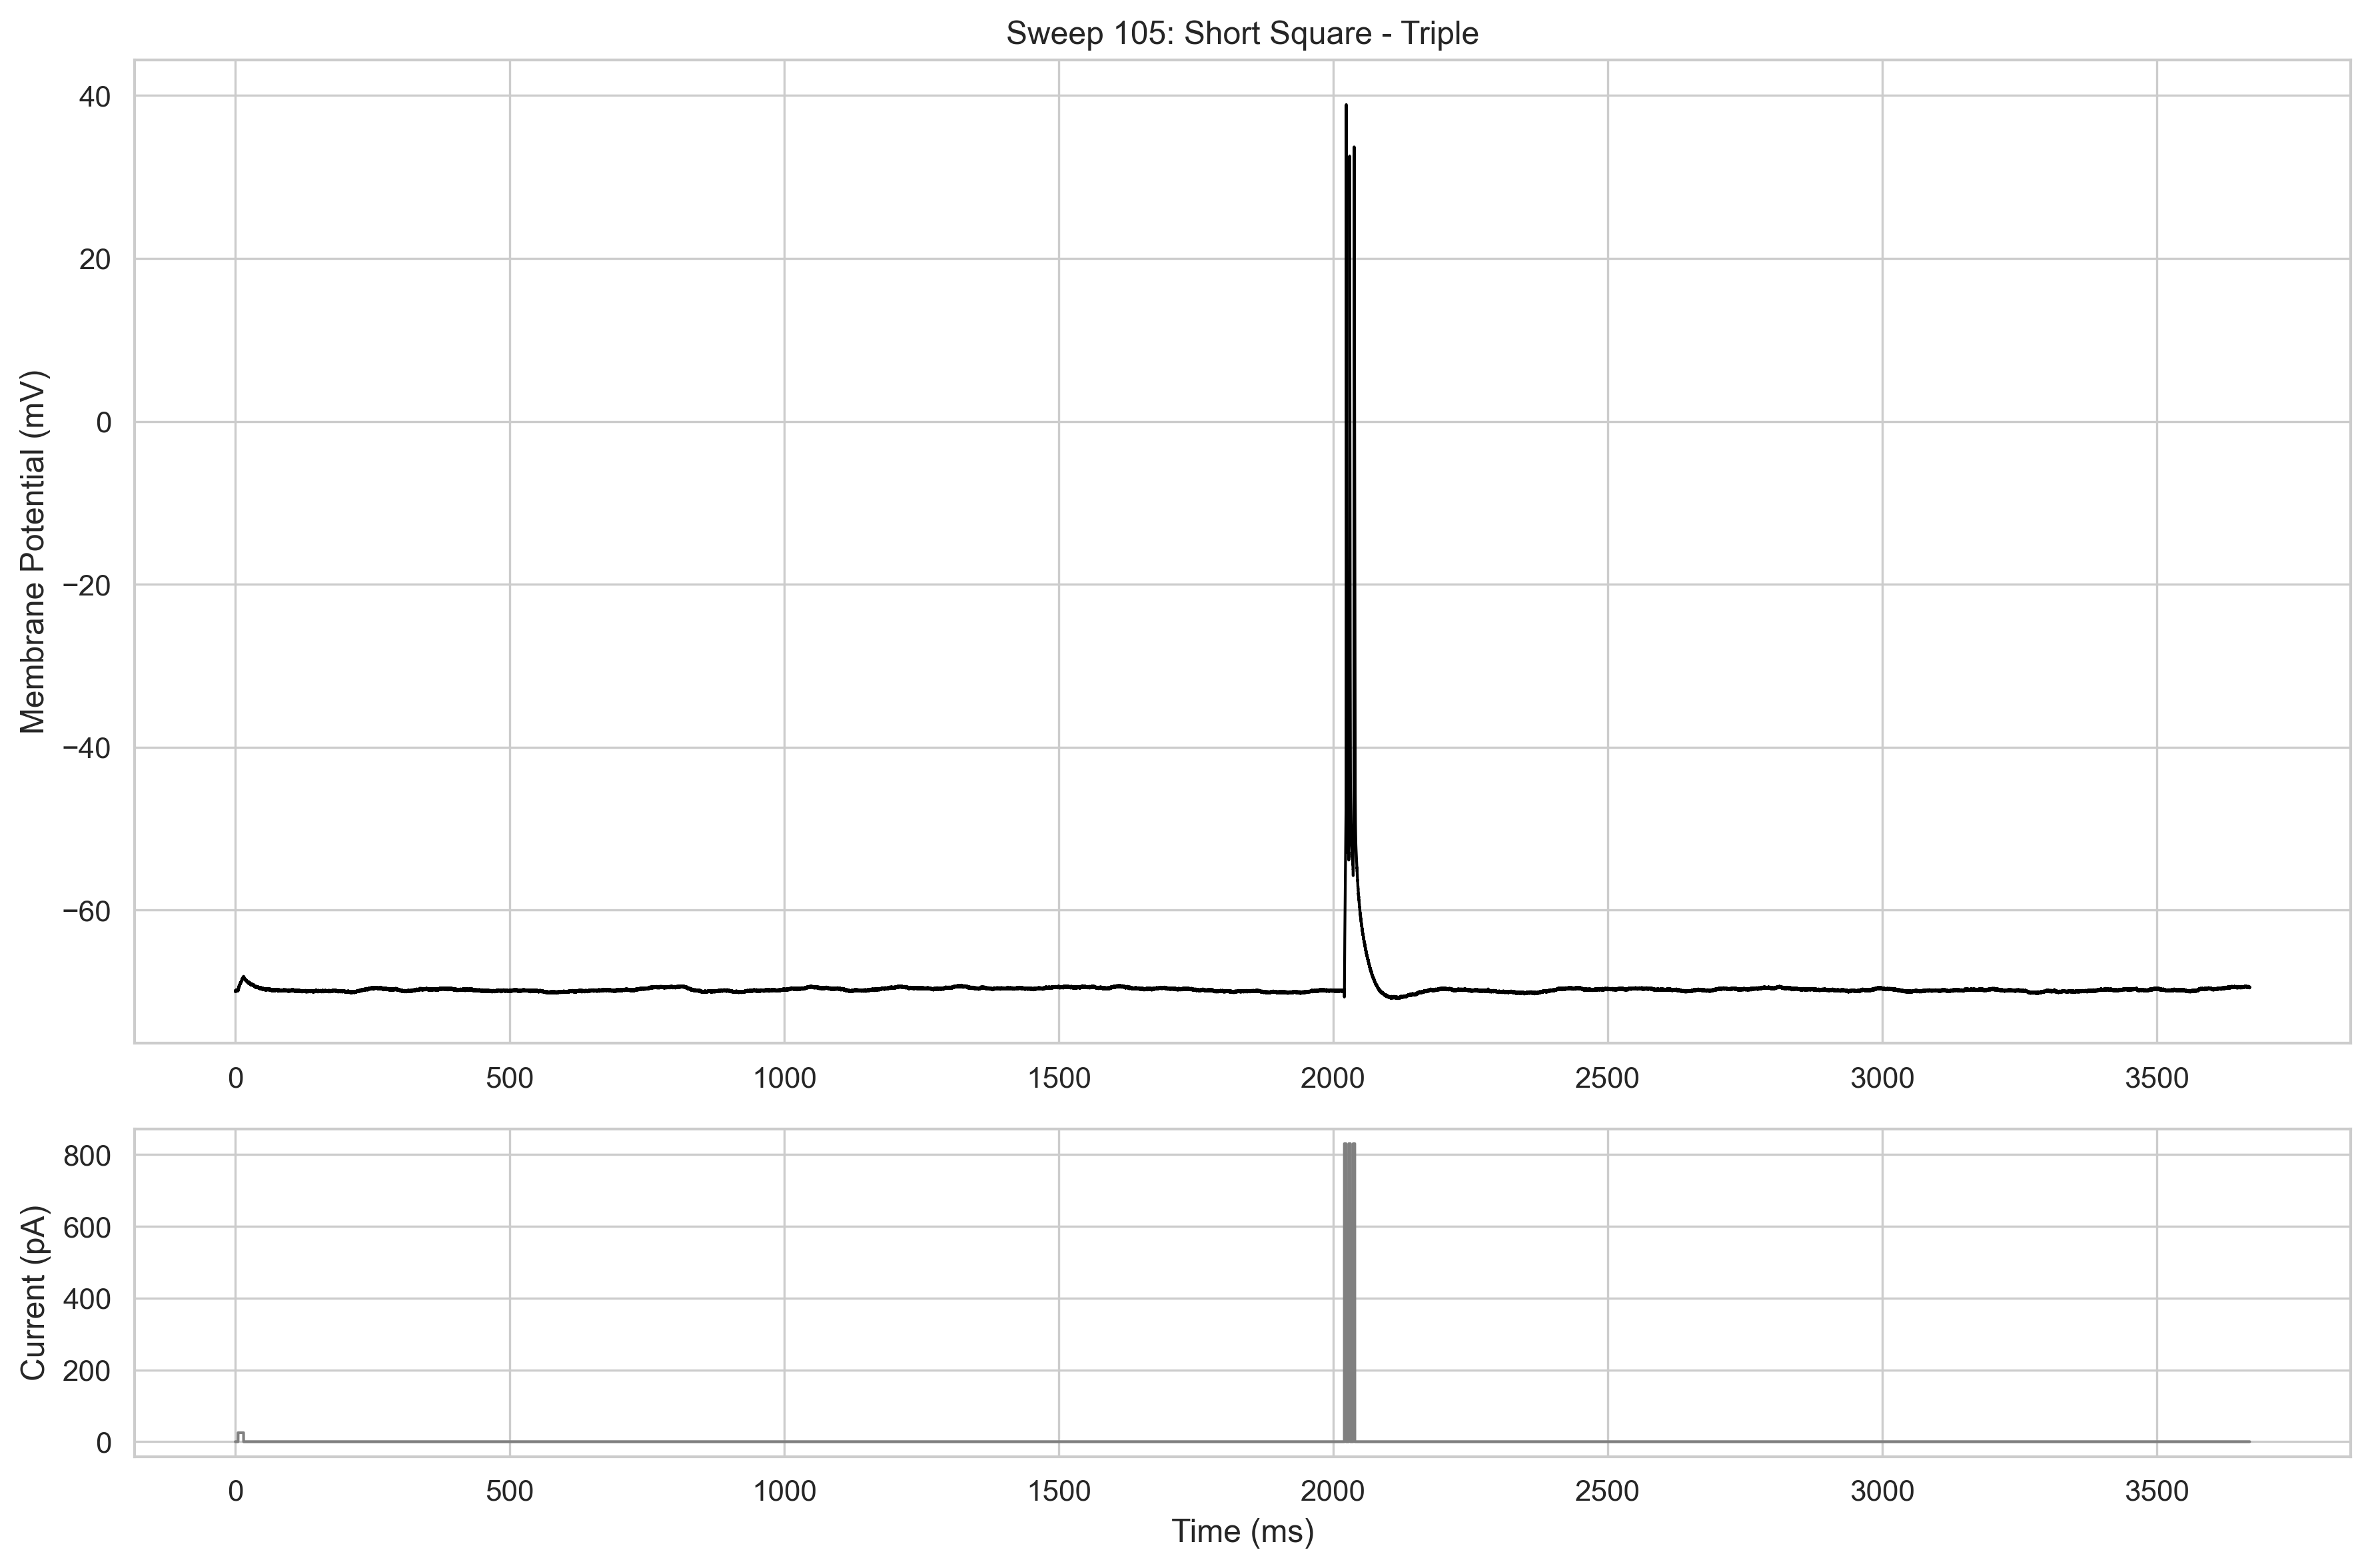 Sweep 105: Short Square - Triple
Membrane Potential (mV)
40
20
0
−20
−40
−60
0 500 1000 1500 2000 2500 3000 3500
Current (pA)
800
600
400
200
0
0 500 1000 1500 2000 2500 3000 3500
Time (ms)